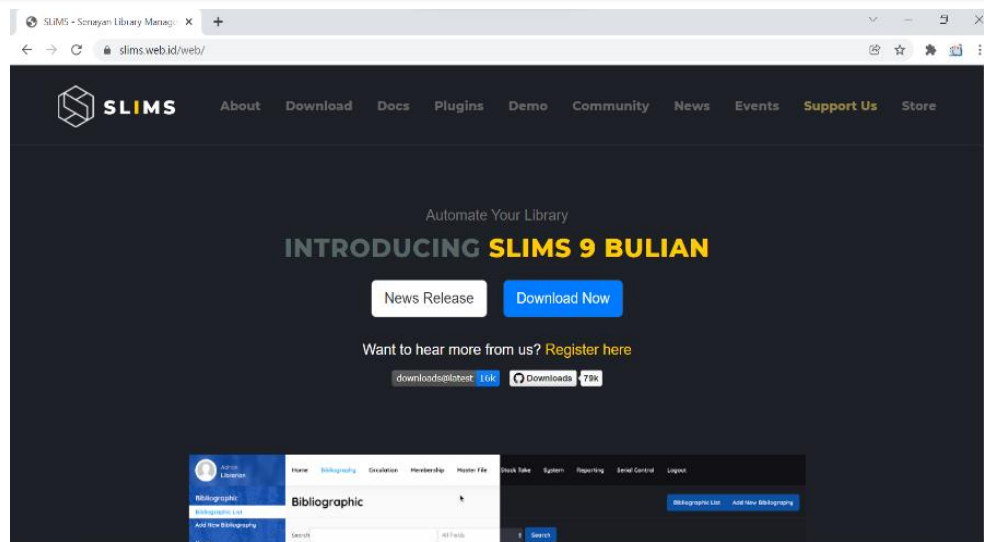 SLiMS - Senayan Library Manage
slims.web.id/web/
SLIMS About Download Docs Plugins Demo Community News Events Support Us Store
Automate Your Library
INTRODUCING SLIMS 9 BULIAN
News Release Download Now
Want to hear more from us? Register here
downloads@latest 16k Downloads 79k
Admin
Librarian
Home Bibliography Circulation Membership Master File Stock Take System Reporting Serial Control Logout
Bibliographic
Bibliographic List
Add New Bibliography
Bibliographic
Bibliographic List Add New Bibliography
Search All Fields Search